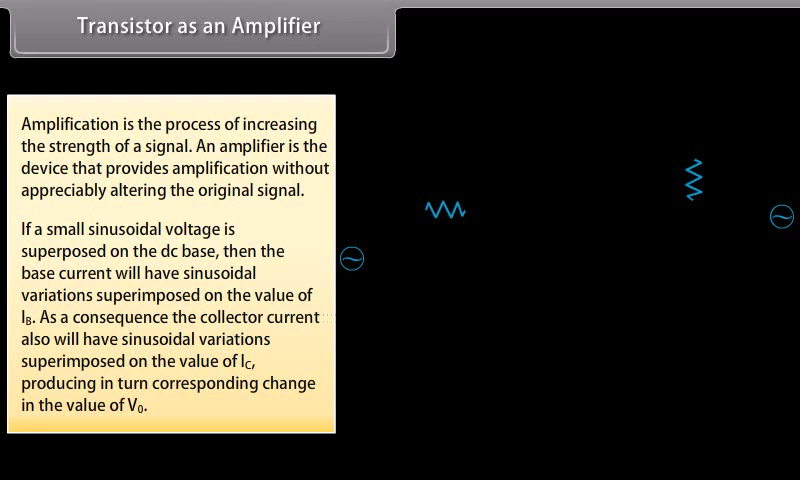 Transistor as an Amplifier
Amplification is the process of increasing
the strength of a signal. An amplifier is the
device that provides amplification without
appreciably altering the original signal.
If a small sinusoidal voltage is
superposed on the dc base, then the
base current will have sinusoidal
variations superimposed on the value of
I_B. As a consequence the collector current
also will have sinusoidal variations
superimposed on the value of I_C,
producing in turn corresponding change
in the value of V_0.